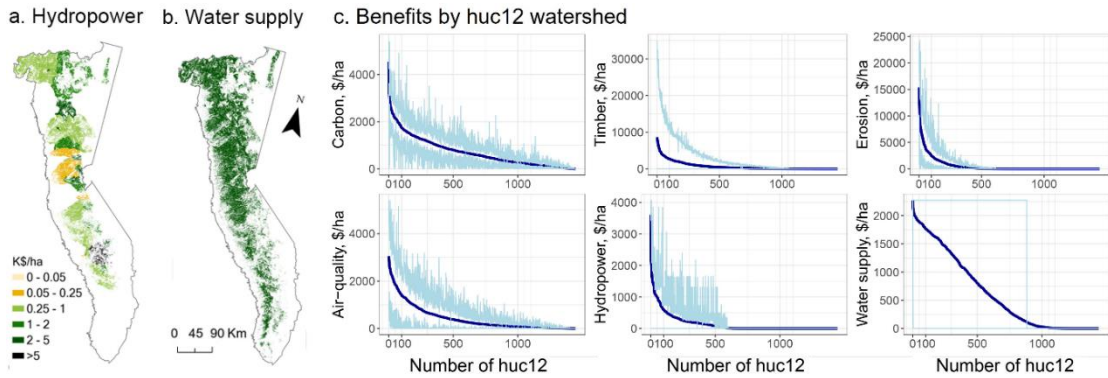 a. Hydropower
b. Water supply
c. Benefits by huc12 watershed
N
K$/ha
0 - 0.05
0.05 - 0.25
0.25 - 1
1 - 2
2 - 5
>5
0 45 90 Km
Carbon, $/ha
4000
2000
0
0100 500 1000
Timber, $/ha
30000
20000
10000
0
0100 500 1000
Erosion, $/ha
25000
20000
15000
10000
5000
0
0100 500 1000
Air−quality, $/ha
6000
4000
2000
0
0100 500 1000
Number of huc12
Hydropower, $/ha
4000
3000
2000
1000
0
0100 500 1000
Number of huc12
Water supply, $/ha
2000
1500
1000
500
0
0100 500 1000
Number of huc12